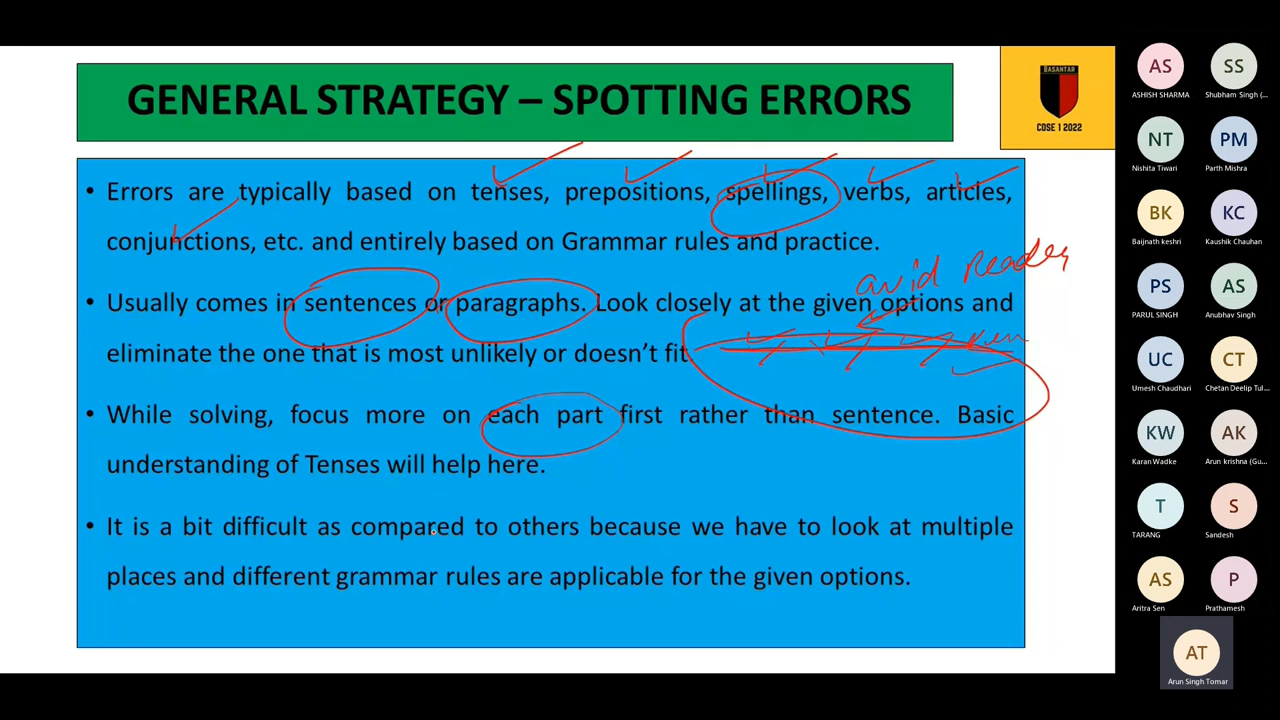 GENERAL STRATEGY – SPOTTING ERRORS
BASANTAR
CDSE 1 2022
• Errors are typically based on tenses, prepositions, spellings, verbs, articles,
conjunctions, etc. and entirely based on Grammar rules and practice.
avid reader
• Usually comes in sentences or paragraphs. Look closely at the given options and
eliminate the one that is most unlikely or doesn't fit
• While solving, focus more on each part first rather than sentence. Basic
understanding of Tenses will help here.
• It is a bit difficult as compared to others because we have to look at multiple
places and different grammar rules are applicable for the given options.
AS SS
ASHISH SHARMA Shubham Singh (...
NT PM
Nishita Tiwari Parth Mishra
BK KC
Baijnath keshri Kaushik Chauhan
PS AS
PARUL SINGH Anubhav Singh
UC CT
Umesh Chaudhari Chetan Deelip Tul...
KW AK
Karan Wadke Arun krishna (Gu...
T S
TARANG Sandesh
AS P
Aritra Sen Prathamesh
AT
Arun Singh Tomar